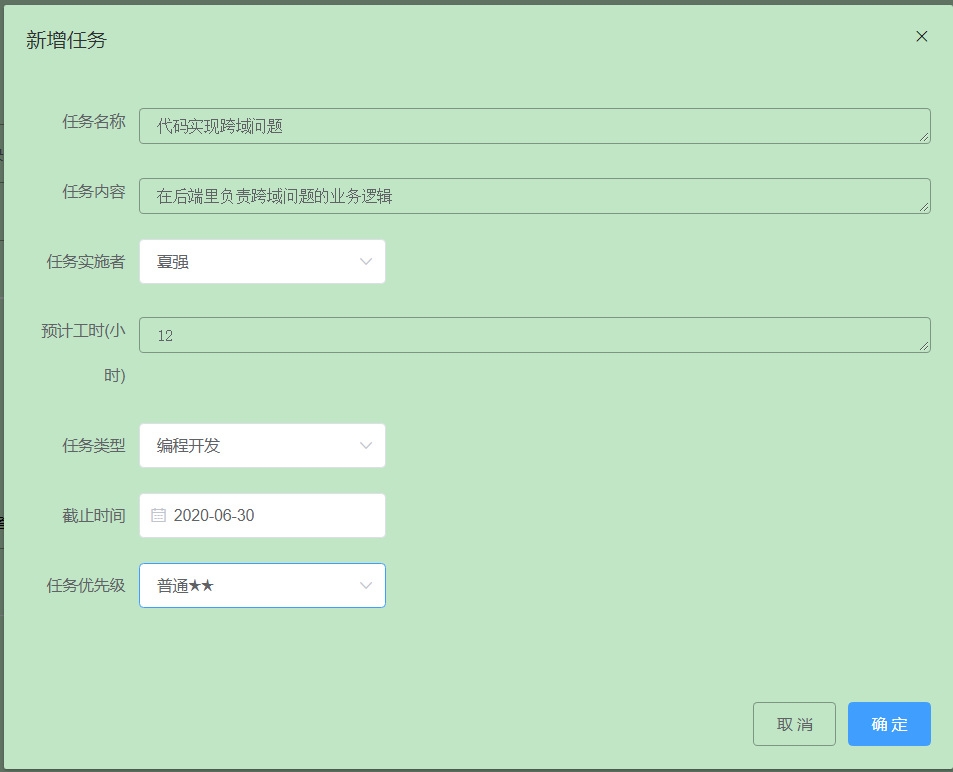 新增任务
任务名称 代码实现跨域问题
任务内容 在后端里负责跨域问题的业务逻辑
任务实施者 夏强
预计工时(小 12
时)
任务类型 编程开发
截止时间 2020-06-30
任务优先级 普通★★
取消 确定